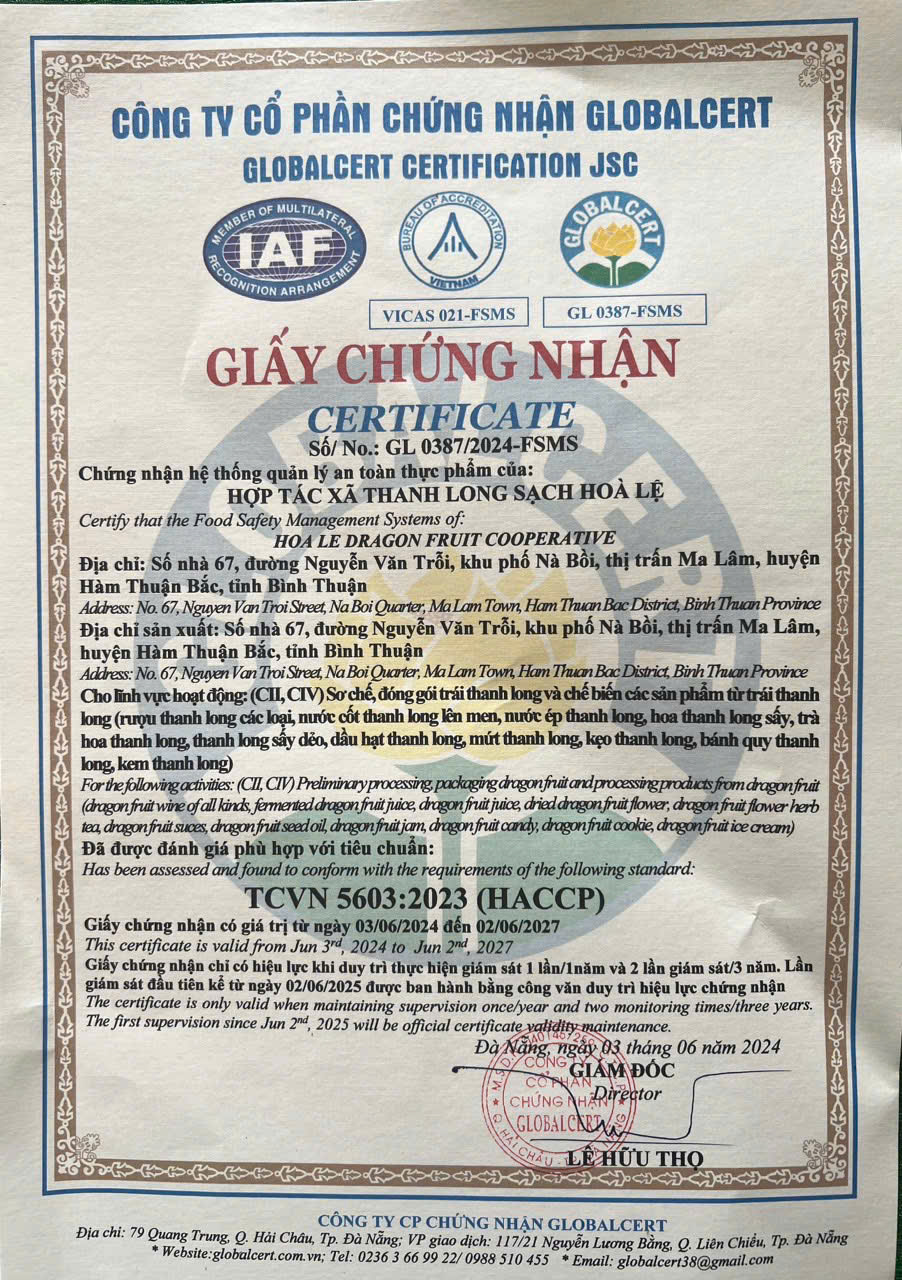 CÔNG TY CỔ PHẦN CHỨNG NHẬN GLOBALCERT
GLOBALCERT CERTIFICATION JSC
MEMBER OF MULTILATERAL
IAF
RECOGNITION ARRANGEMENT
BUREAU OF ACCREDITATION
VIETNAM
GLOBALCERT
VICAS 021-FSMS
GL 0387-FSMS
GIẤY CHỨNG NHẬN
CERTIFICATE
Số/ No.: GL 0387/2024-FSMS
Chứng nhận hệ thống quản lý an toàn thực phẩm của:
HỢP TÁC XÃ THANH LONG SẠCH HOÀ LỆ
Certify that the Food Safety Management Systems of:
HOA LE DRAGON FRUIT COOPERATIVE
Địa chỉ: Số nhà 67, đường Nguyễn Văn Trỗi, khu phố Nà Bồi, thị trấn Ma Lâm, huyện
Hàm Thuận Bắc, tỉnh Bình Thuận
Address: No. 67, Nguyen Van Troi Street, Na Boi Quarter, Ma Lam Town, Ham Thuan Bac District, Binh Thuan Province
Địa chỉ sản xuất: Số nhà 67, đường Nguyễn Văn Trỗi, khu phố Nà Bồi, thị trấn Ma Lâm,
huyện Hàm Thuận Bắc, tỉnh Bình Thuận
Address: No. 67, Nguyen Van Troi Street, Na Boi Quarter, Ma Lam Town, Ham Thuan Bac District, Binh Thuan Province
Cho lĩnh vực hoạt động: (CII, CIV) Sơ chế, đóng gói trái thanh long và chế biến các sản phẩm từ trái thanh
long (rượu thanh long các loại, nước cốt thanh long lên men, nước ép thanh long, hoa thanh long sấy, trà
hoa thanh long, thanh long sấy dẻo, dầu hạt thanh long, mứt thanh long, kẹo thanh long, bánh quy thanh
long, kem thanh long)
For the following activities: (CII, CIV) Preliminary processing, packaging dragon fruit and processing products from dragon fruit
(dragon fruit wine of all kinds, fermented dragon fruit juice, dragon fruit juice, dried dragon fruit flower, dragon fruit flower herb
tea, dragon fruit suces, dragon fruit seed oil, dragon fruit jam, dragon fruit candy, dragon fruit cookie, dragon fruit ice cream)
Đã được đánh giá phù hợp với tiêu chuẩn:
Has been assessed and found to conform with the requirements of the following standard:
TCVN 5603:2023 (HACCP)
Giấy chứng nhận có giá trị từ ngày 03/06/2024 đến 02/06/2027
This certificate is valid from Jun 3rd, 2024 to Jun 2nd, 2027
Giấy chứng nhận chỉ có hiệu lực khi duy trì thực hiện giám sát 1 lần/1năm và 2 lần giám sát/3 năm. Lần
giám sát đầu tiên kể từ ngày 02/06/2025 được ban hành bằng công văn duy trì hiệu lực chứng nhận
The certificate is only valid when maintaining supervision once/year and two monitoring times/three years.
The first supervision since Jun 2nd, 2025 will be official certificate validity maintenance.
Đà Nẵng, ngày 03 tháng 06 năm 2024
GIÁM ĐỐC
Director
CÔNG TY
CỔ PHẦN
CHỨNG NHẬN
GLOBALCERT
Q. HẢI CHÂU
LÊ HỮU THỌ
CÔNG TY CP CHỨNG NHẬN GLOBALCERT
Địa chỉ: 79 Quang Trung, Q. Hải Châu, Tp. Đà Nẵng; VP giao dịch: 117/21 Nguyễn Lương Bằng, Q. Liên Chiểu, Tp. Đà Nẵng
* Website:globalcert.com.vn; Tel: 0236 3 66 99 22/ 0988 510 455 * Email: globalcert38@gmail.com